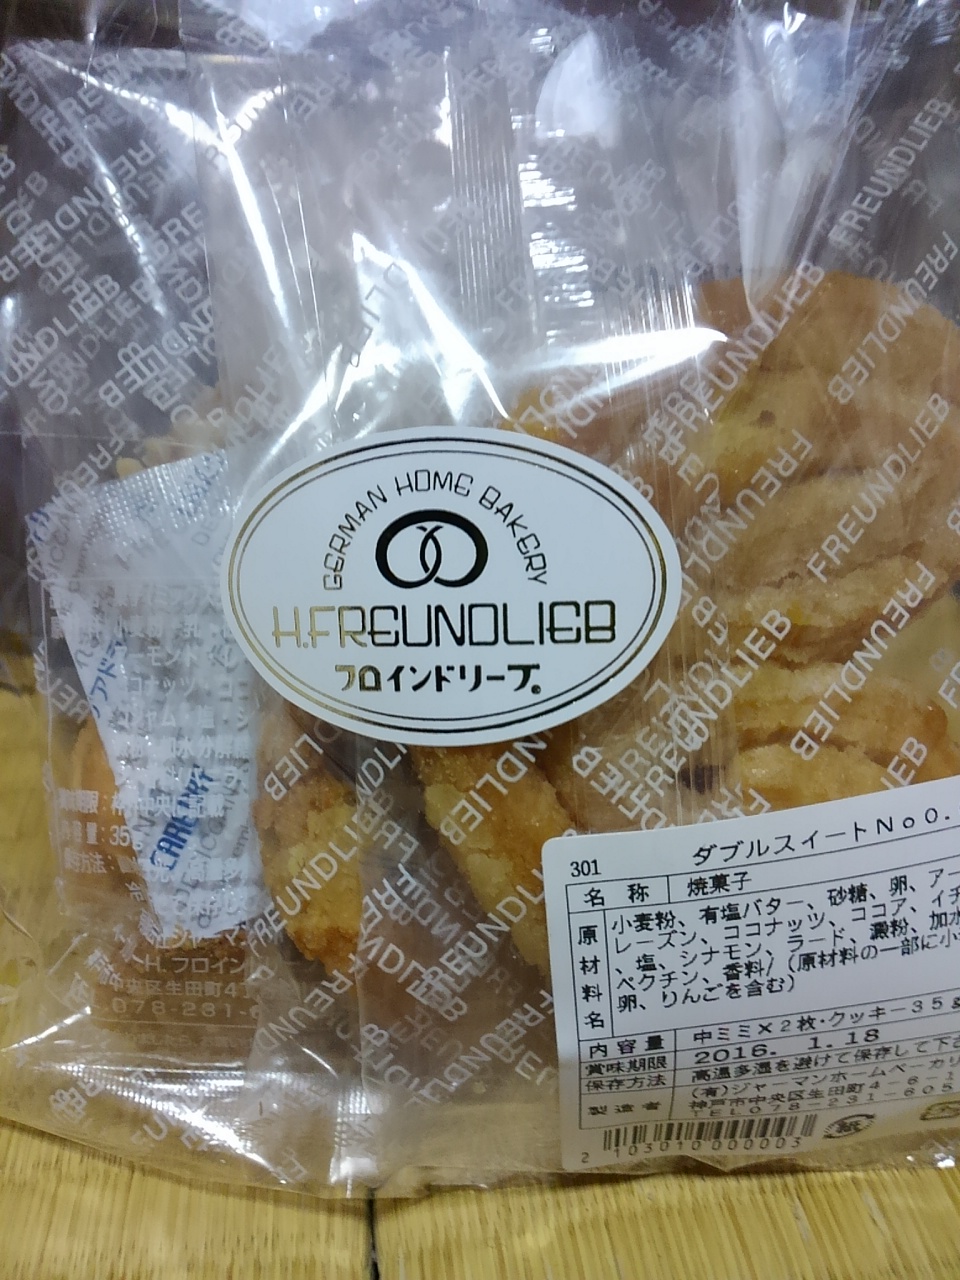 GERMAN HOME BAKERY
H.FREUNDLIEB
フロインドリーブ。
FREUNDLIEB
CARE DRY
301
ダブルスイートNo0.
名称 焼菓子
原材料名 小麦粉、有塩バター、砂糖、卵、アー
レーズン、ココナッツ、ココア、イチ
、塩、シナモン、ラード、澱粉、加水
ペクチン、香料/(原材料の一部に小
卵、りんごを含む)
内容量 中ミミ×2枚・クッキー35g
賞味期限 2016. 1.18
保存方法 高温多湿を避けて保存して下さ
製造者 (有)ジャーマンホームベーカリ
神戸市中央区生田町4-6-1
TEL078-231-605
2 103010 000003
紙